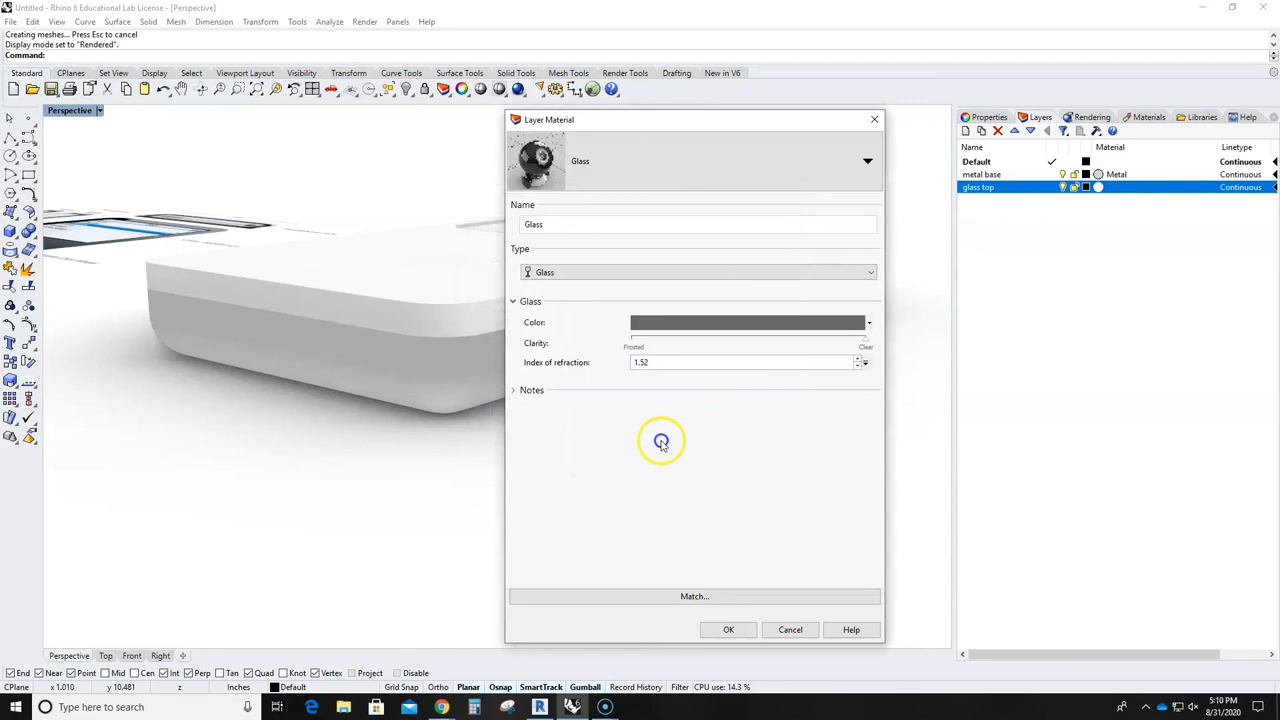 Untitled - Rhino 6 Educational Lab License - [Perspective]
File Edit View Curve Surface Solid Mesh Dimension Transform Tools Analyze Render Panels Help
Creating meshes... Press Esc to cancel
Display mode set to "Rendered".
Command:
Standard CPlanes Set View Display Select Viewport Layout Visibility Transform Curve Tools Surface Tools Solid Tools Mesh Tools Render Tools Drafting New in V6
Perspective
Layer Material
Glass
Name
Glass
Type
Glass
Glass
Color:
Clarity:
Frosted Clear
Index of refraction: 1.52
Notes
Match...
OK Cancel Help
Properties Layers Rendering Materials Libraries Help
Name Material Linetype
Default Continuous
metal base Metal Continuous
glass top Continuous
Perspective Top Front Right
End Near Point Mid Cen Int Perp Tan Quad Knot Vertex Project Disable
CPlane x 1.010 y 10.481 z Inches Default Grid Snap Ortho Planar Osnap SmartTrack Gumball Record History Filter CPU use: 14.3 %
Type here to search
5:10 PM
8/31/2020